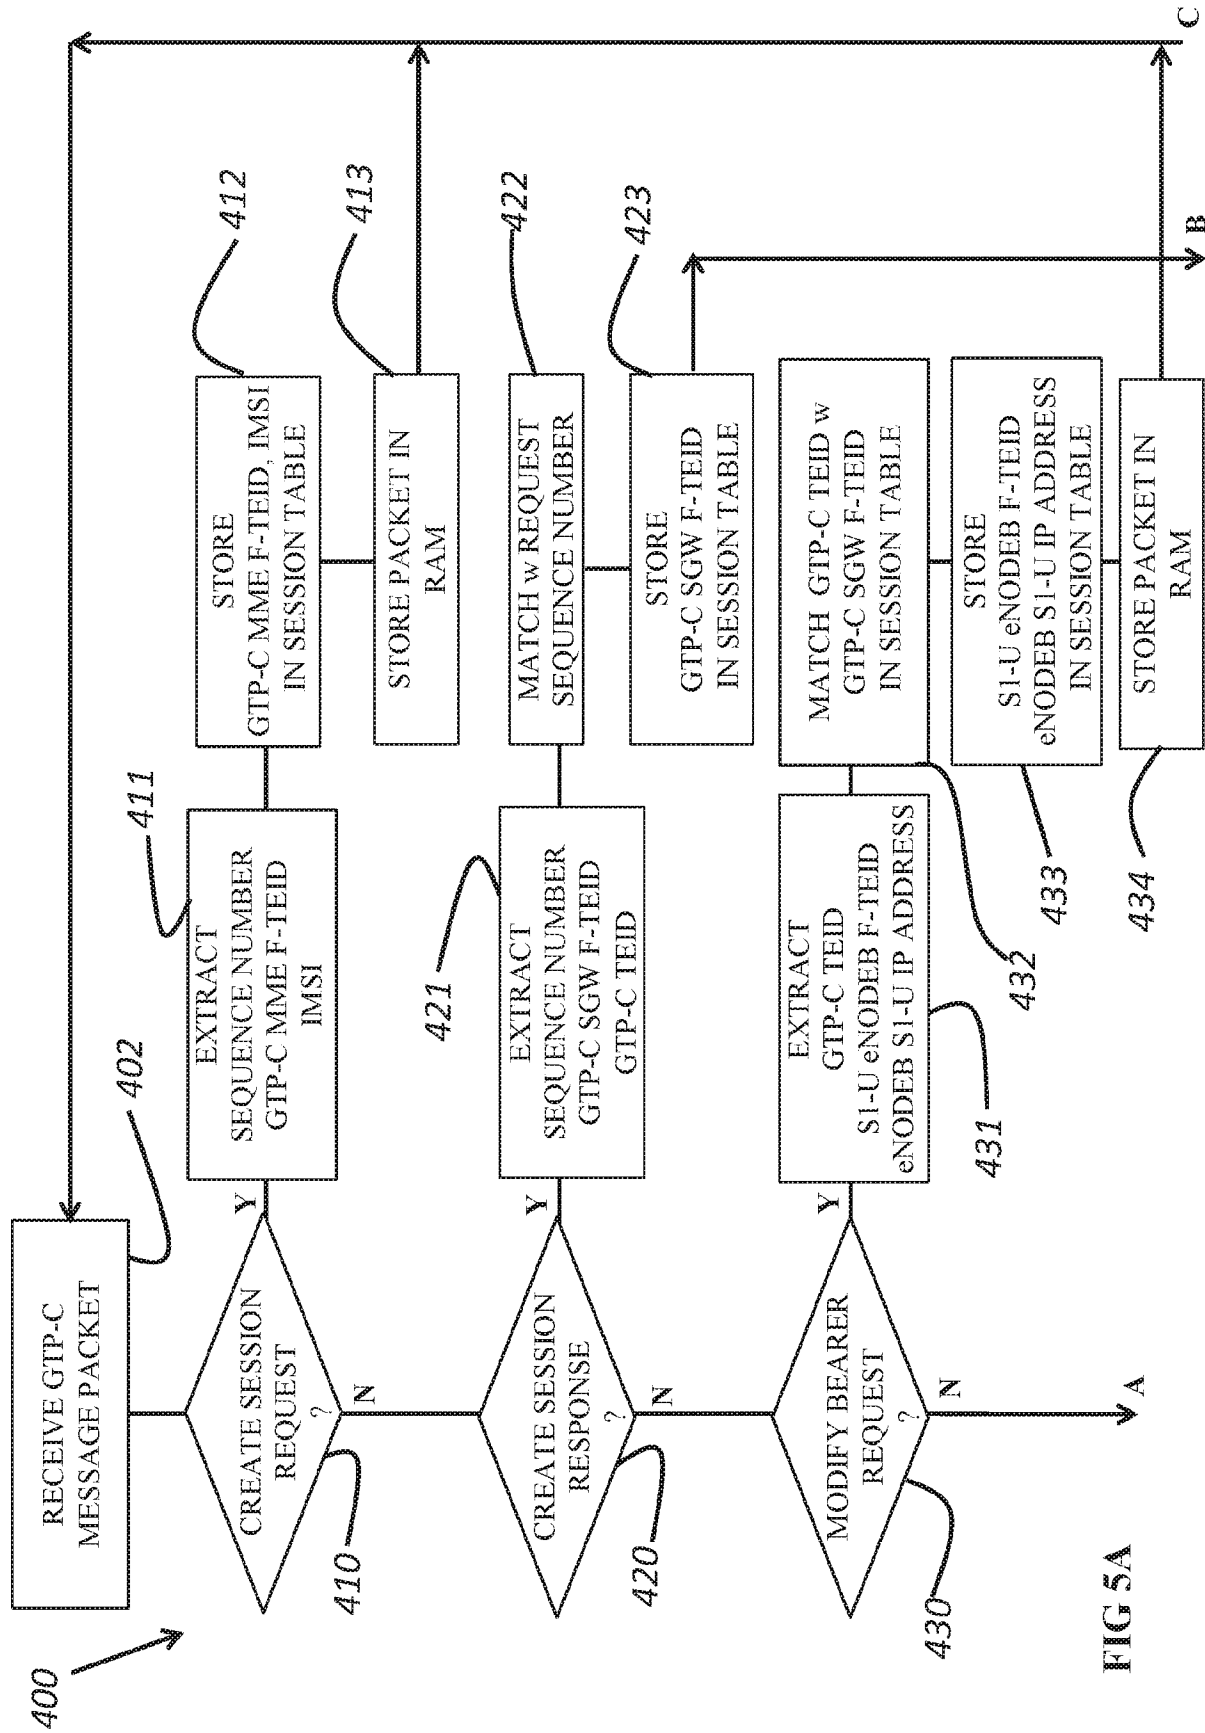 400
RECEIVE GTP-C
MESSAGE PACKET
402
CREATE SESSION
REQUEST
?
410
Y
N
EXTRACT
SEQUENCE NUMBER
GTP-C MME F-TEID
IMSI
411
STORE
GTP-C MME F-TEID, IMSI
IN SESSION TABLE
412
STORE PACKET IN
RAM
413
CREATE SESSION
RESPONSE
?
420
Y
N
EXTRACT
SEQUENCE NUMBER
GTP-C SGW F-TEID
GTP-C TEID
421
MATCH w REQUEST
SEQUENCE NUMBER
422
STORE
GTP-C SGW F-TEID
IN SESSION TABLE
423
MODIFY BEARER
REQUEST
?
430
Y
N
EXTRACT
GTP-C TEID
S1-U eNODEB F-TEID
eNODEB S1-U IP ADDRESS
431
MATCH GTP-C TEID w
GTP-C SGW F-TEID
IN SESSION TABLE
432
STORE
S1-U eNODEB F-TEID
eNODEB S1-U IP ADDRESS
IN SESSION TABLE
433
STORE PACKET IN
RAM
434
A
B
C
FIG 5A